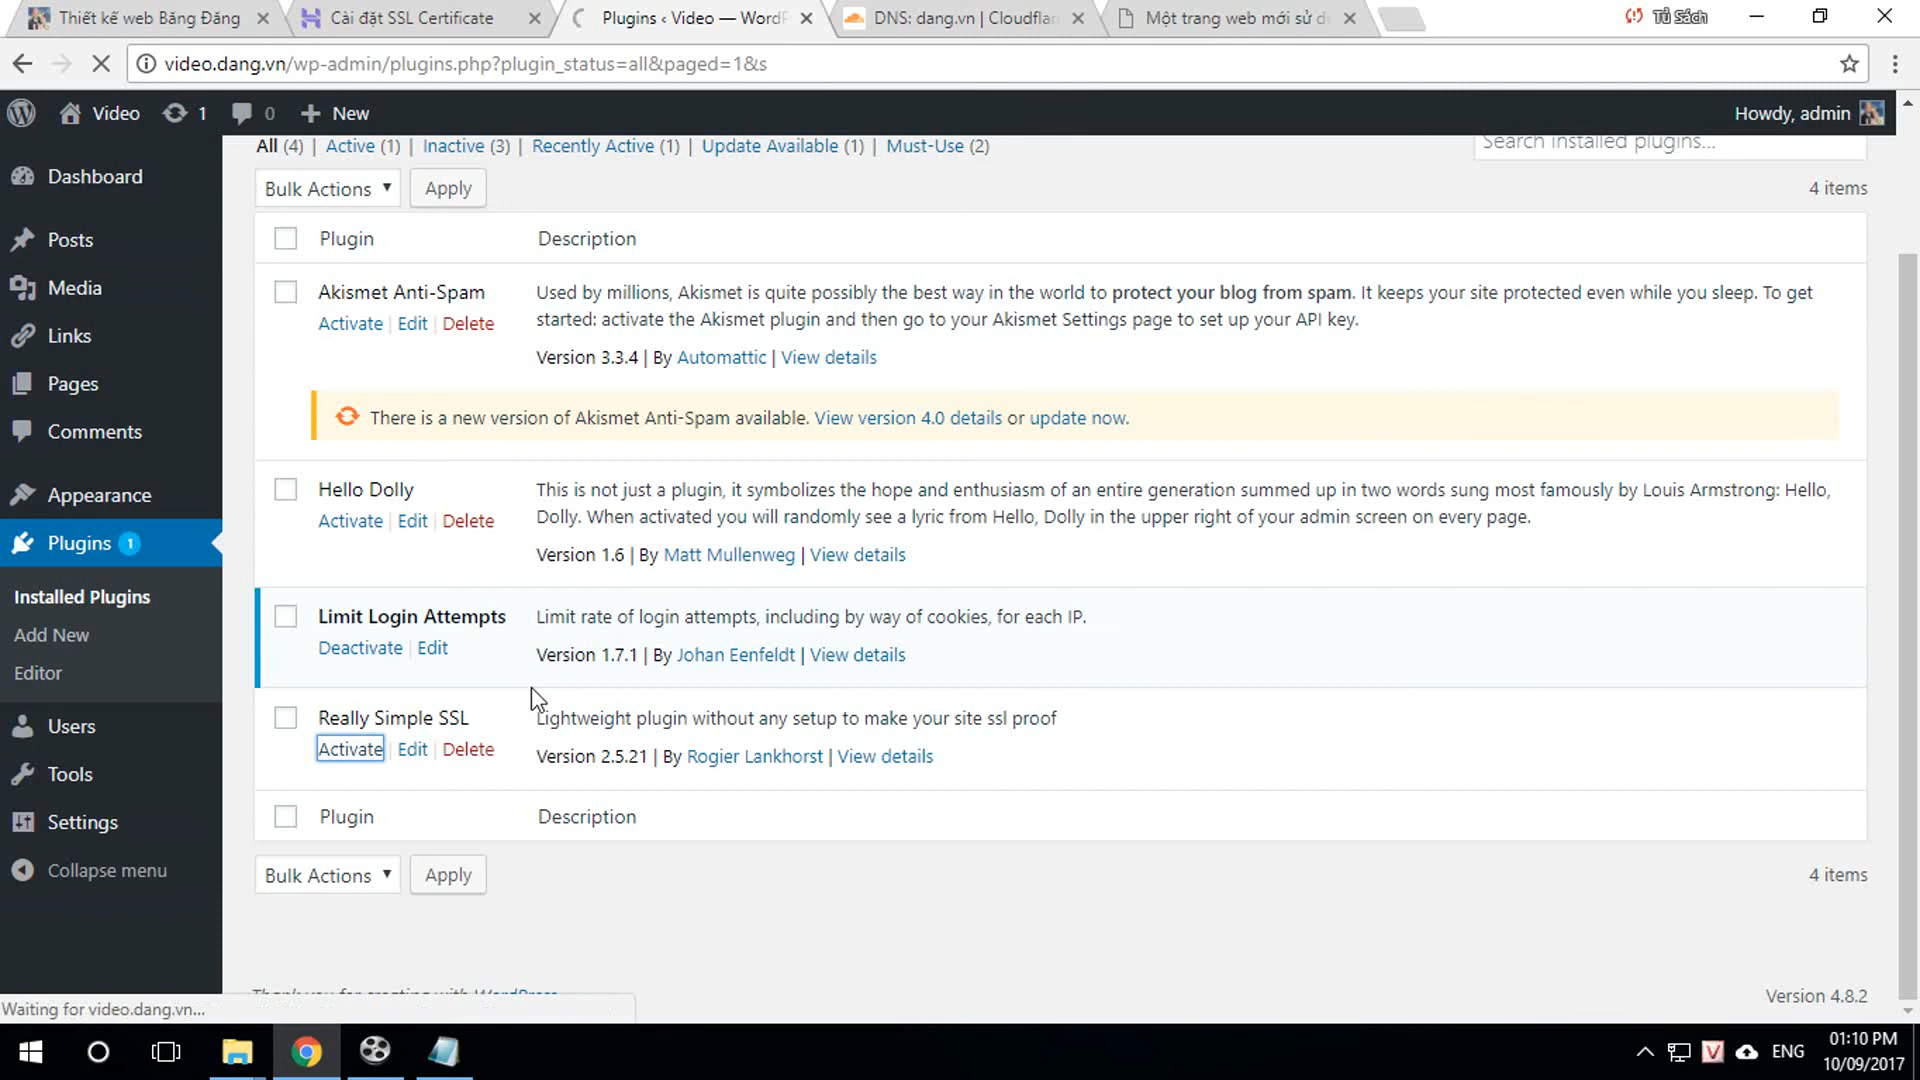 Thiết kế web Băng Đăng
Cài đặt SSL Certificate
Plugins ‹ Video — WordP
DNS: dang.vn | Cloudflar
Một trang web mới sử d
Tủ Sách
video.dang.vn/wp-admin/plugins.php?plugin_status=all&paged=1&s
Video
1
0
New
Howdy, admin
All (4) | Active (1) | Inactive (3) | Recently Active (1) | Update Available (1) | Must-Use (2)
Search installed plugins...
Bulk Actions
Apply
4 items
Dashboard
Posts
Media
Links
Pages
Comments
Appearance
Plugins 1
Installed Plugins
Add New
Editor
Users
Tools
Settings
Collapse menu
Plugin
Description
Akismet Anti-Spam
Activate | Edit | Delete
Used by millions, Akismet is quite possibly the best way in the world to protect your blog from spam. It keeps your site protected even while you sleep. To get
started: activate the Akismet plugin and then go to your Akismet Settings page to set up your API key.
Version 3.3.4 | By Automattic | View details
There is a new version of Akismet Anti-Spam available. View version 4.0 details or update now.
Hello Dolly
Activate | Edit | Delete
This is not just a plugin, it symbolizes the hope and enthusiasm of an entire generation summed up in two words sung most famously by Louis Armstrong: Hello,
Dolly. When activated you will randomly see a lyric from Hello, Dolly in the upper right of your admin screen on every page.
Version 1.6 | By Matt Mullenweg | View details
Limit Login Attempts
Deactivate | Edit
Limit rate of login attempts, including by way of cookies, for each IP.
Version 1.7.1 | By Johan Eenfeldt | View details
Really Simple SSL
Activate | Edit | Delete
Lightweight plugin without any setup to make your site ssl proof
Version 2.5.21 | By Rogier Lankhorst | View details
Plugin
Description
Bulk Actions
Apply
4 items
Thank you for creating with WordPress
Version 4.8.2
Waiting for video.dang.vn...
ENG
01:10 PM
10/09/2017